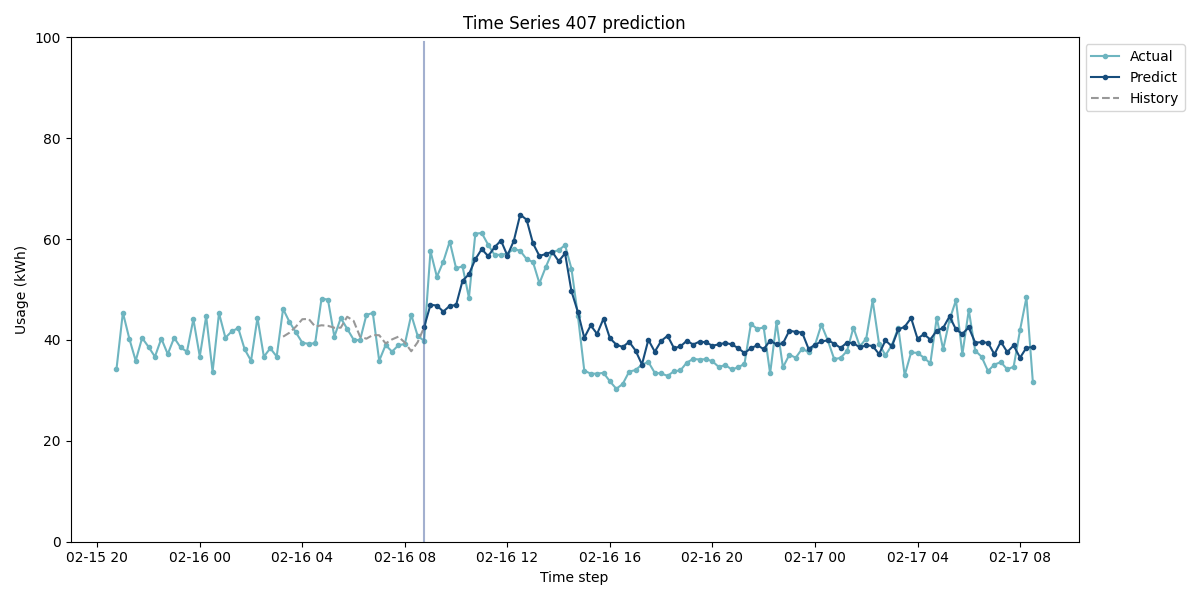 Time Series 407 prediction
100
80
60
40
20
0
Usage (kWh)
02-15 20
02-16 00
02-16 04
02-16 08
02-16 12
02-16 16
02-16 20
02-17 00
02-17 04
02-17 08
Time step
Actual
Predict
History